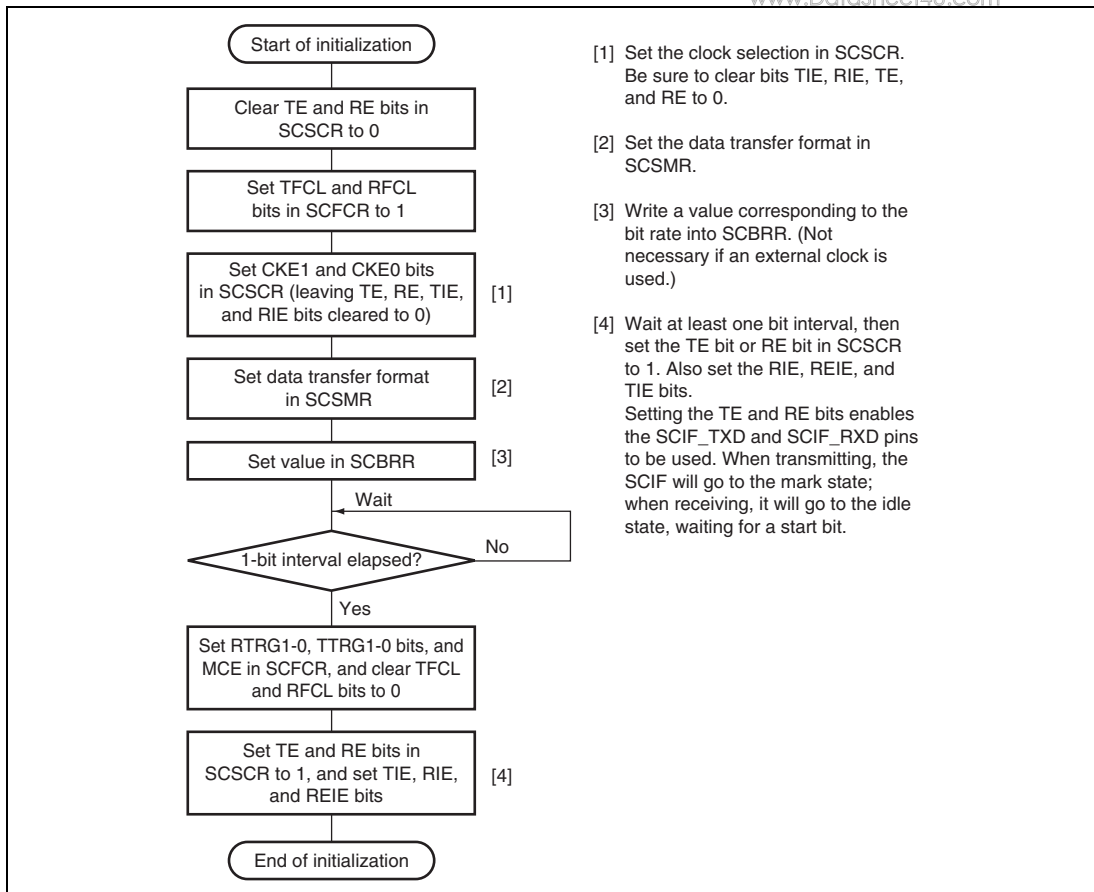 www.DataSheet4U.com
Start of initialization
Clear TE and RE bits in
SCSCR to 0
Set TFCL and RFCL
bits in SCFCR to 1
Set CKE1 and CKE0 bits
in SCSCR (leaving TE, RE, TIE,
and RIE bits cleared to 0)
[1]
Set data transfer format
in SCSMR
[2]
Set value in SCBRR
[3]
Wait
1-bit interval elapsed?
No
Yes
Set RTRG1-0, TTRG1-0 bits, and
MCE in SCFCR, and clear TFCL
and RFCL bits to 0
Set TE and RE bits in
SCSCR to 1, and set TIE, RIE,
and REIE bits
[4]
End of initialization
[1] Set the clock selection in SCSCR.
Be sure to clear bits TIE, RIE, TE,
and RE to 0.
[2] Set the data transfer format in
SCSMR.
[3] Write a value corresponding to the
bit rate into SCBRR. (Not
necessary if an external clock is
used.)
[4] Wait at least one bit interval, then
set the TE bit or RE bit in SCSCR
to 1. Also set the RIE, REIE, and
TIE bits.
Setting the TE and RE bits enables
the SCIF_TXD and SCIF_RXD pins
to be used. When transmitting, the
SCIF will go to the mark state;
when receiving, it will go to the idle
state, waiting for a start bit.